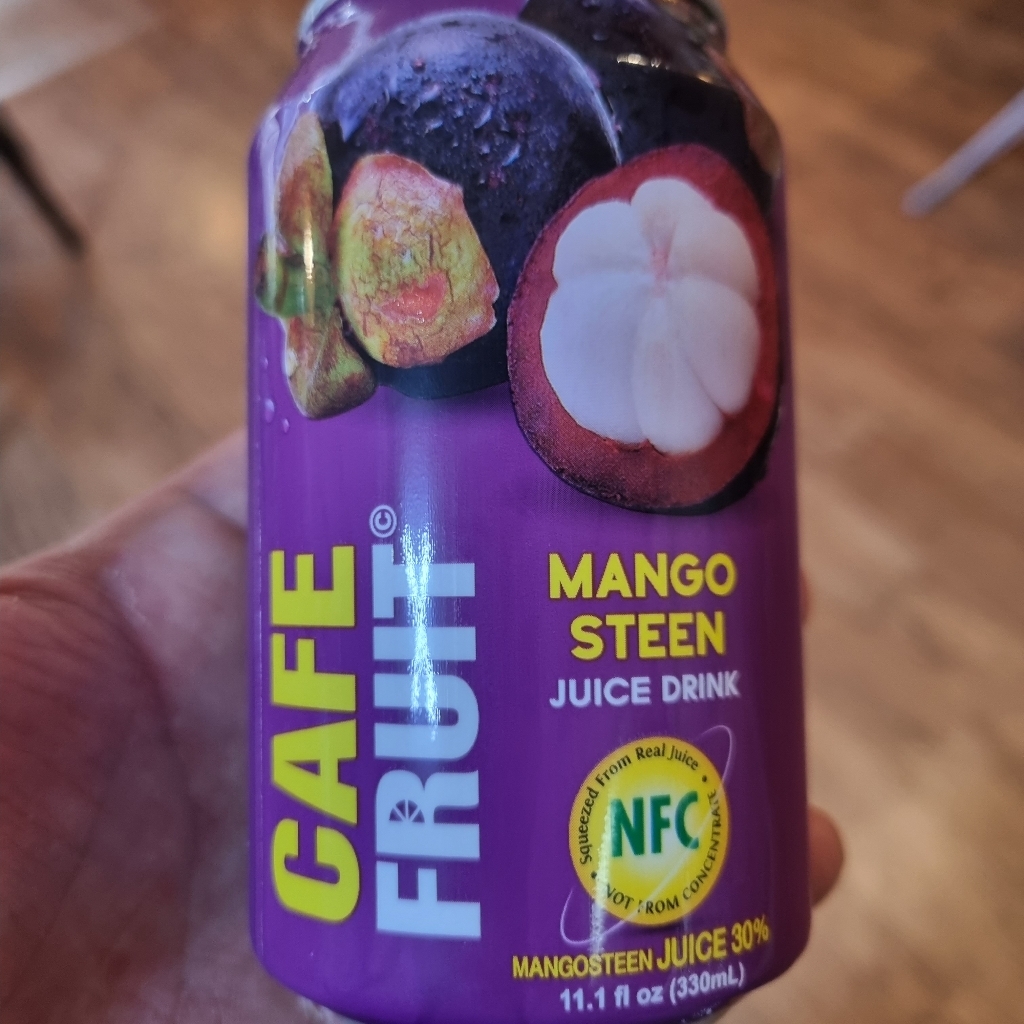 CAFE
FRUIT©
MANGO
STEEN
JUICE DRINK
Squeezed From Real Juice
NFC
• NOT FROM CONCENTRATE •
MANGOSTEEN JUICE 30%
11.1 fl oz (330mL)